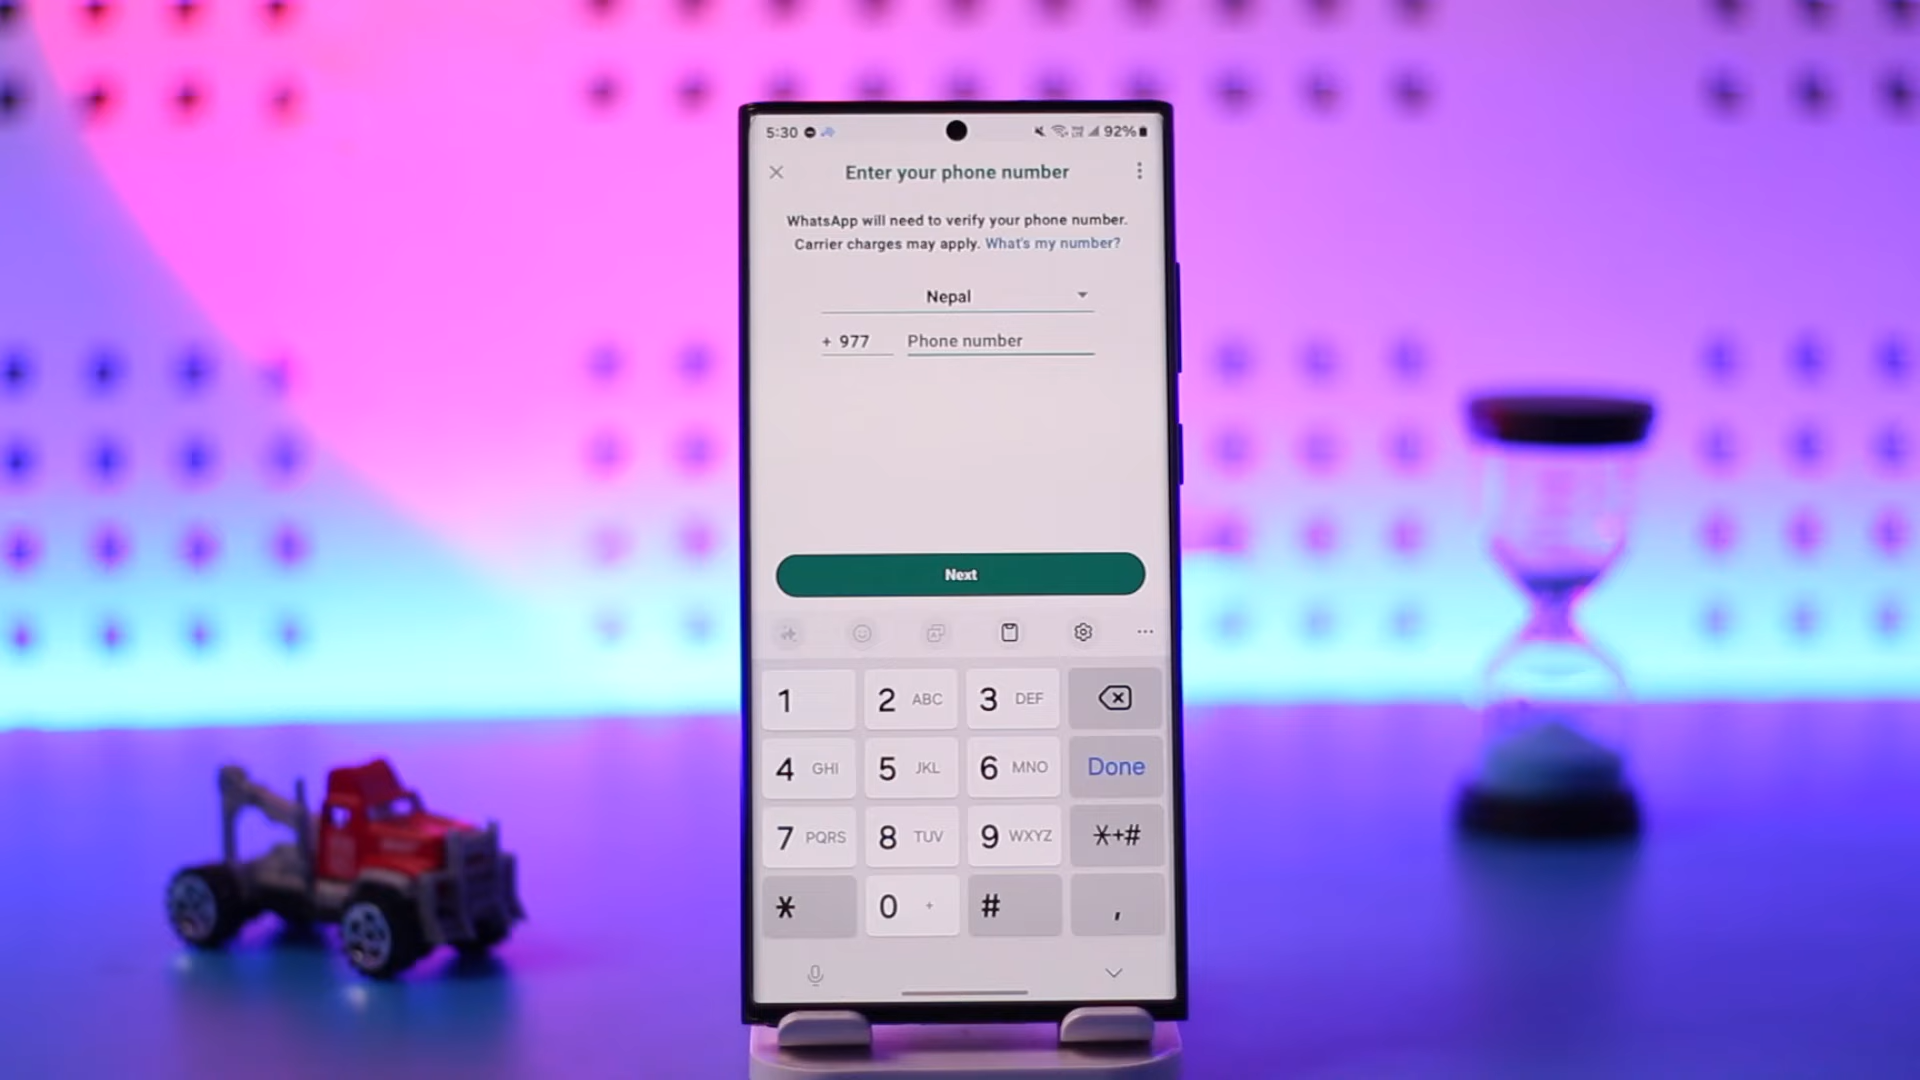 5:30 92%
Enter your phone number
WhatsApp will need to verify your phone number.
Carrier charges may apply. What's my number?
Nepal
+ 977 Phone number
Next
1 2 ABC 3 DEF
4 GHI 5 JKL 6 MNO Done
7 PQRS 8 TUV 9 WXYZ *+#
* 0 + # ,